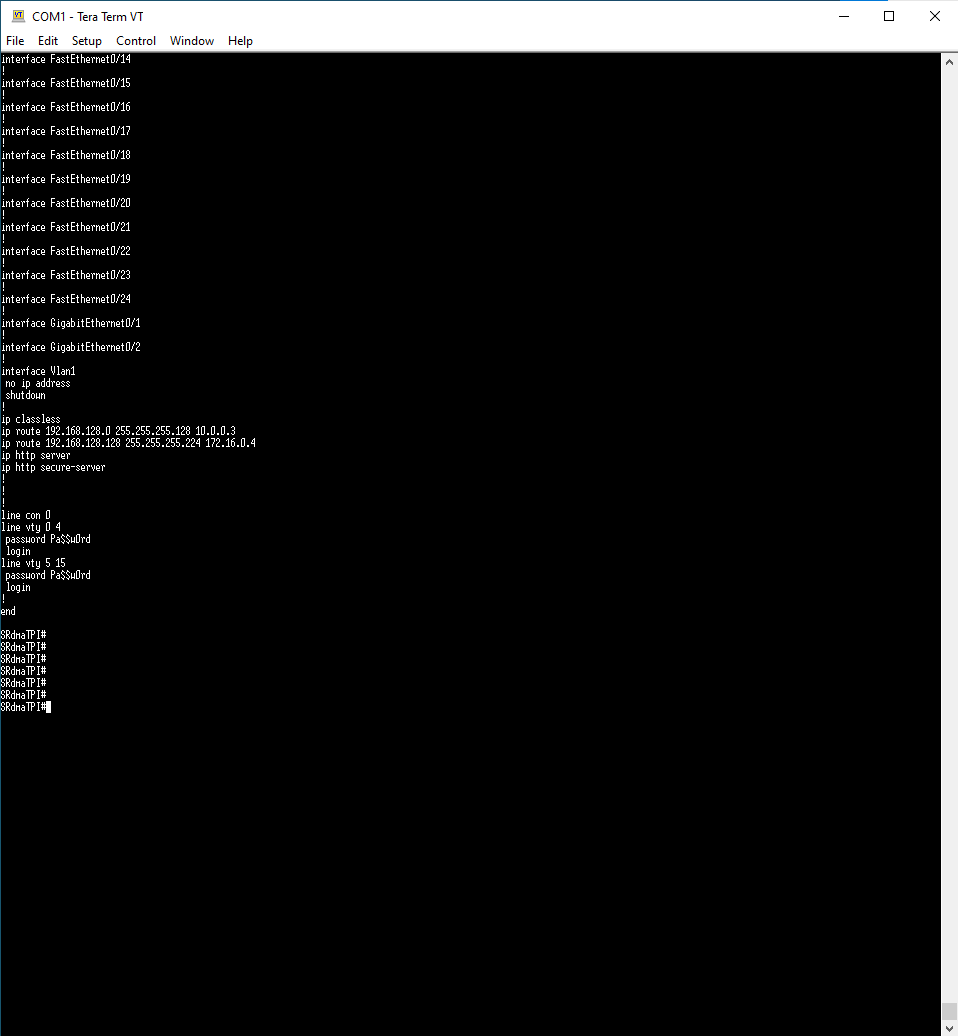 COM1 - Tera Term VT
File Edit Setup Control Window Help
interface FastEthernet0/14
!
interface FastEthernet0/15
!
interface FastEthernet0/16
!
interface FastEthernet0/17
!
interface FastEthernet0/18
!
interface FastEthernet0/19
!
interface FastEthernet0/20
!
interface FastEthernet0/21
!
interface FastEthernet0/22
!
interface FastEthernet0/23
!
interface FastEthernet0/24
!
interface GigabitEthernet0/1
!
interface GigabitEthernet0/2
!
interface Vlan1
 no ip address
 shutdown
!
ip classless
ip route 192.168.128.0 255.255.255.128 10.0.0.3
ip route 192.168.128.128 255.255.255.224 172.16.0.4
ip http server
ip http secure-server
!
!
!
line con 0
line vty 0 4
 password Pa$$w0rd
 login
line vty 5 15
 password Pa$$w0rd
 login
!
end
SRdmaTPI#
SRdmaTPI#
SRdmaTPI#
SRdmaTPI#
SRdmaTPI#
SRdmaTPI#
SRdmaTPI#